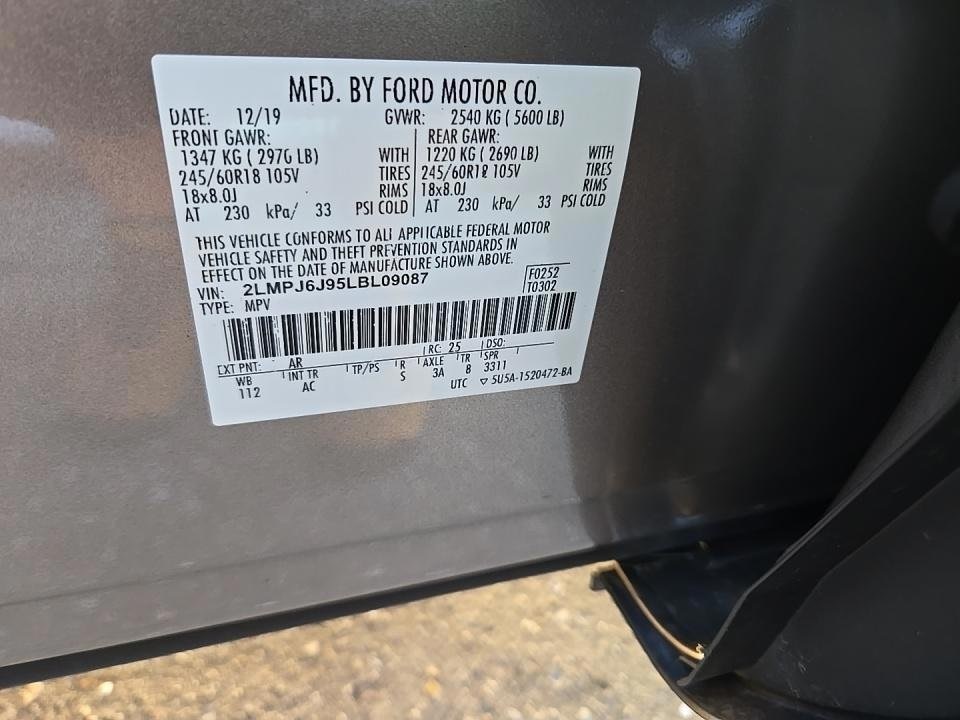 MFD. BY FORD MOTOR CO.
DATE: 12/19 GVWR: 2540 KG ( 5600 LB)
FRONT GAWR: REAR GAWR:
1347 KG ( 2970 LB) WITH 1220 KG ( 2690 LB) WITH
245/60R18 105V TIRES 245/60R18 105V TIRES
18x8.0J RIMS 18x8.0J RIMS
AT 230 kPa/ 33 PSI COLD AT 230 kPa/ 33 PSI COLD
THIS VEHICLE CONFORMS TO ALL APPLICABLE FEDERAL MOTOR
VEHICLE SAFETY AND THEFT PREVENTION STANDARDS IN
EFFECT ON THE DATE OF MANUFACTURE SHOWN ABOVE.
VIN: 2LMPJ6J95LBL09087 F0252
TYPE: MPV T0302
EXT PNT: AR RC: 25 DSO:
WB INT TR TP/PS R AXLE TR SPR
112 AC S 3A 8 3311
UTC ▽ 5U5A-1520472-BA